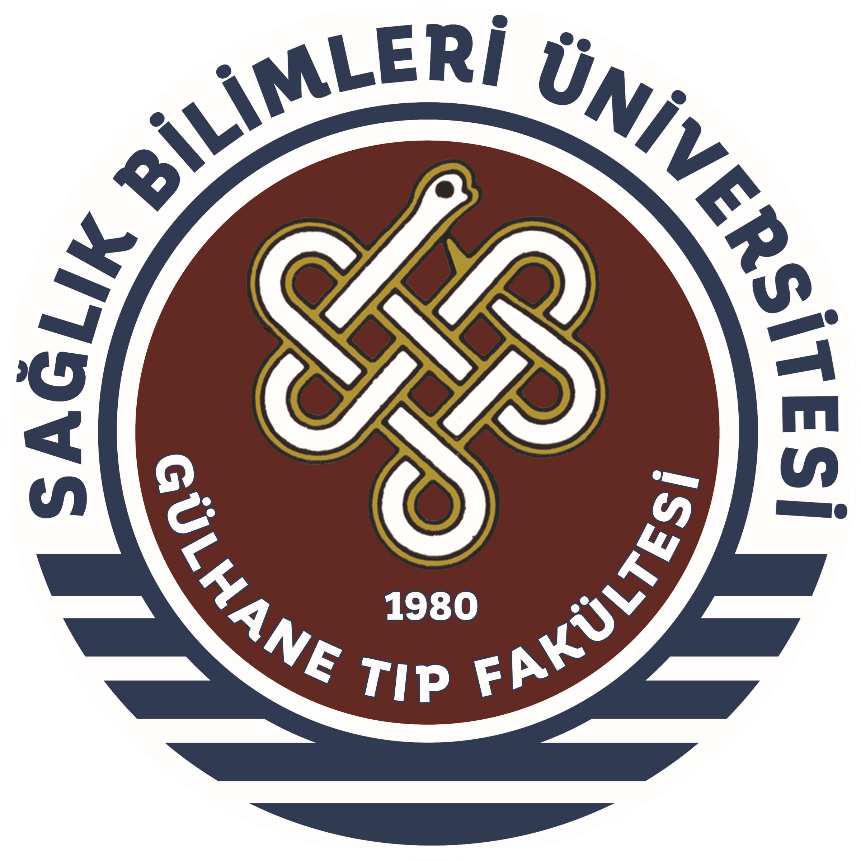 SAĞLIK BİLİMLERİ ÜNİVERSİTESİ
1980
GÜLHANE TIP FAKÜLTESİ